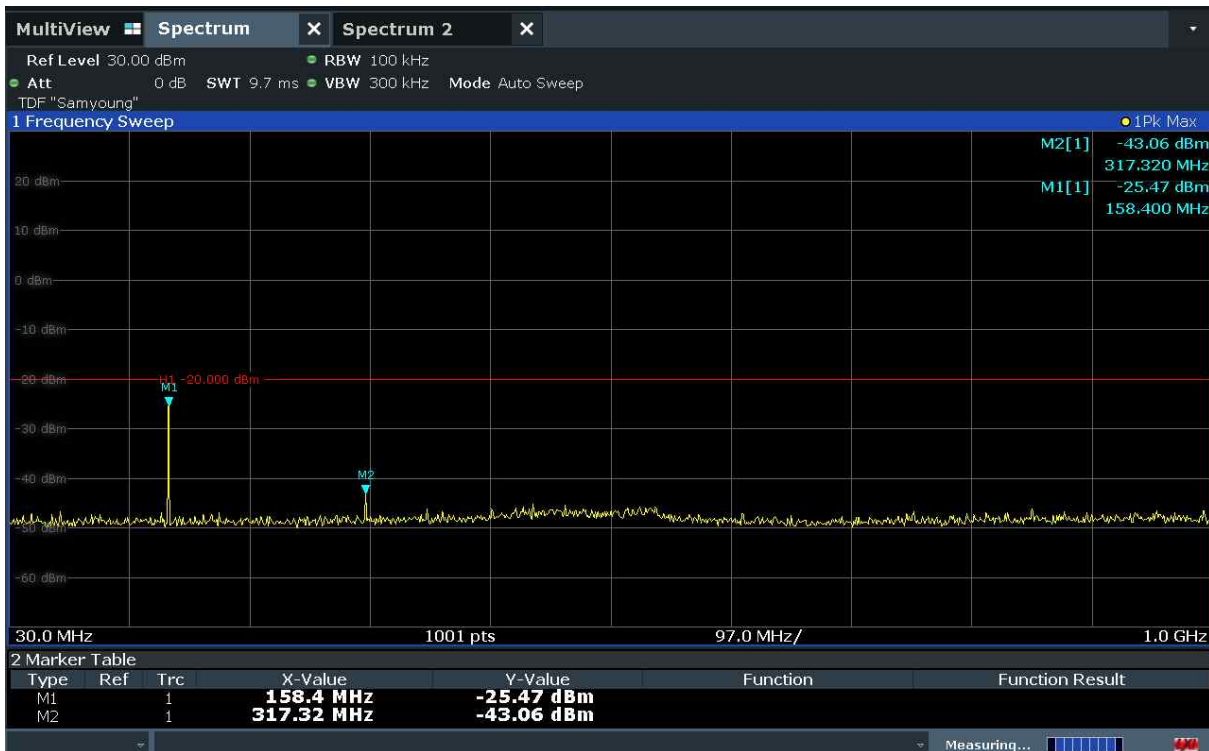 MultiView Spectrum X Spectrum 2 X
Ref Level 30.00 dBm RBW 100 kHz
Att 0 dB SWT 9.7 ms VBW 300 kHz Mode Auto Sweep
TDF "Samyoung"
1 Frequency Sweep 1Pk Max
M2[1] -43.06 dBm
317.320 MHz
20 dBm
M1[1] -25.47 dBm
158.400 MHz
10 dBm
0 dBm
-10 dBm
-20 dBm H1 -20.000 dBm
M1
-30 dBm
-40 dBm
M2
-50 dBm
-60 dBm
30.0 MHz 1001 pts 97.0 MHz/ 1.0 GHz
2 Marker Table
Type Ref Trc X-Value Y-Value Function Function Result
M1 1 158.4 MHz -25.47 dBm
M2 1 317.32 MHz -43.06 dBm
Measuring...